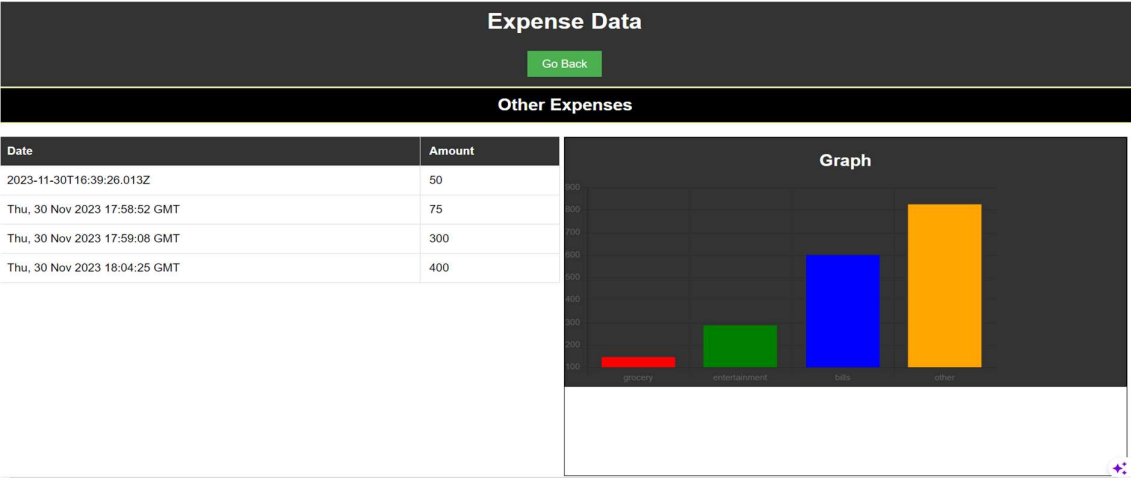 Expense Data
Go Back
Other Expenses
Date Amount
2023-11-30T16:39:26.013Z 50
Thu, 30 Nov 2023 17:58:52 GMT 75
Thu, 30 Nov 2023 17:59:08 GMT 300
Thu, 30 Nov 2023 18:04:25 GMT 400
Graph
900
800
700
600
500
400
300
200
100
grocery entertainment bills other